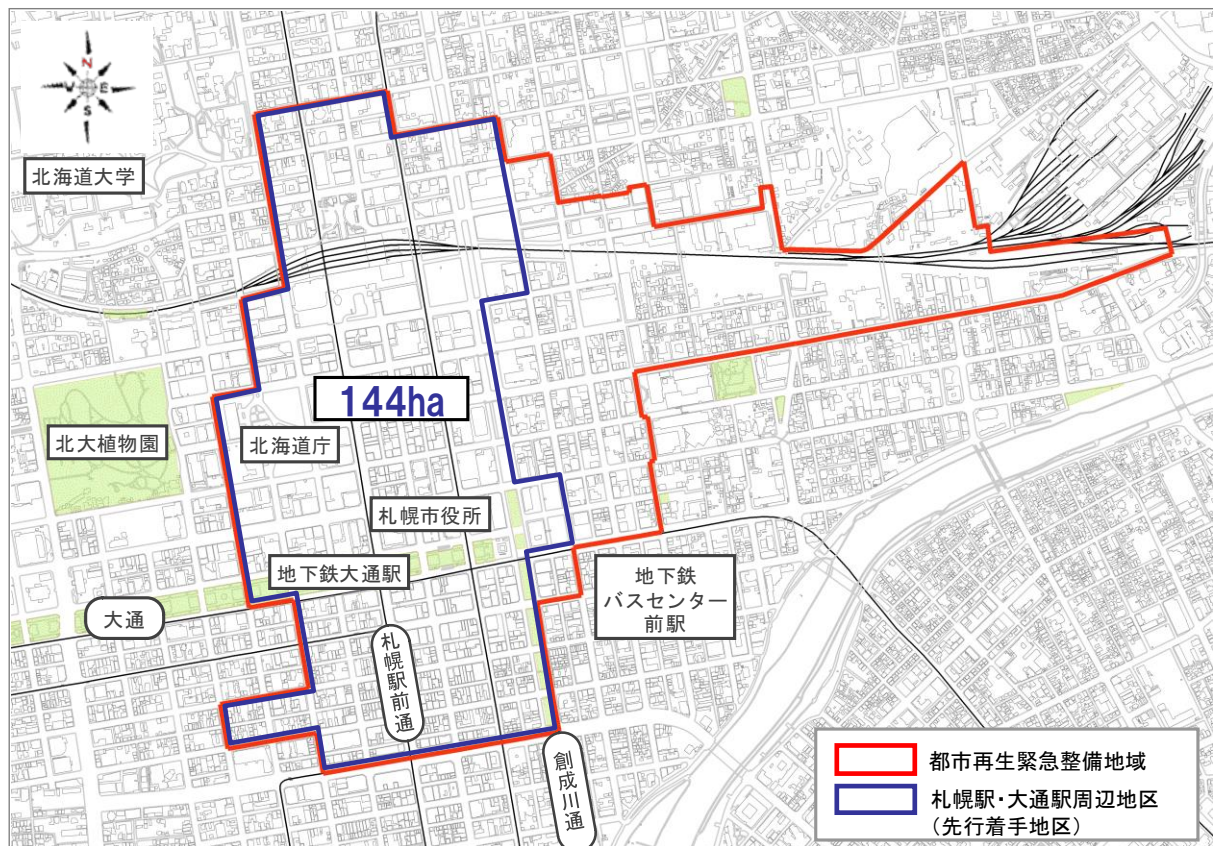 N
W
E
S
北海道大学
144ha
北大植物園
北海道庁
札幌市役所
地下鉄大通駅
地下鉄
バスセンター
前駅
大通
札幌駅前通
創成川通
都市再生緊急整備地域
札幌駅・大通駅周辺地区
(先行着手地区)